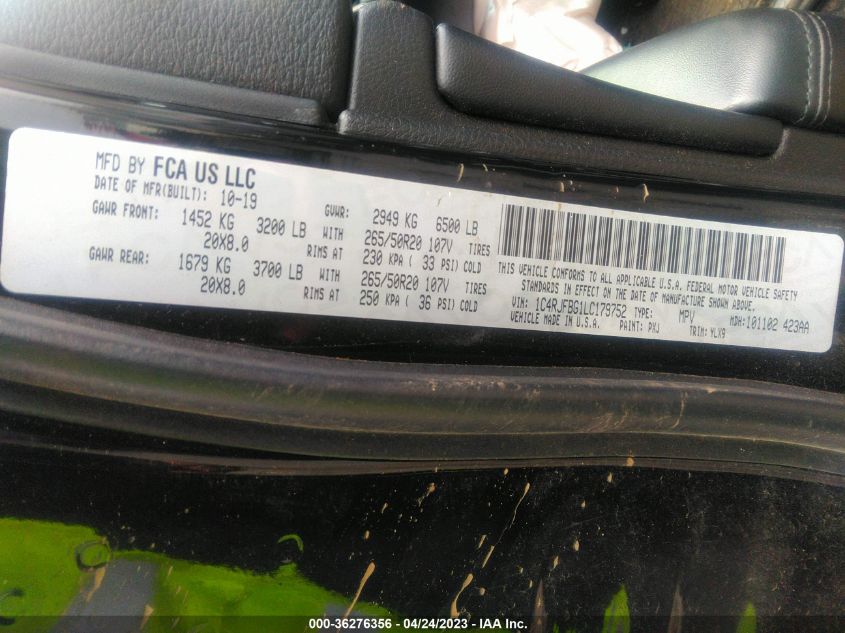 MFD BY FCA US LLC
DATE OF MFR(BUILT): 10-19 GVWR: 2949 KG 6500 LB
GAWR FRONT: 1452 KG 3200 LB WITH 265/50R20 107V TIRES
20X8.0 RIMS AT 230 KPA ( 33 PSI) COLD
GAWR REAR: 1679 KG 3700 LB WITH 265/50R20 107V TIRES
20X8.0 RIMS AT 250 KPA ( 36 PSI) COLD
THIS VEHICLE CONFORMS TO ALL APPLICABLE U.S.A. FEDERAL MOTOR VEHICLE SAFETY
STANDARDS IN EFFECT ON THE DATE OF MANUFACTURE SHOWN ABOVE.
VIN: 1C4RJFBG1LC179752 TYPE: MPV MDH:101102 423AA
VEHICLE MADE IN U.S.A. PAINT: PXJ TRIM: YLX9
000-36276356 - 04/24/2023 - IAA Inc.